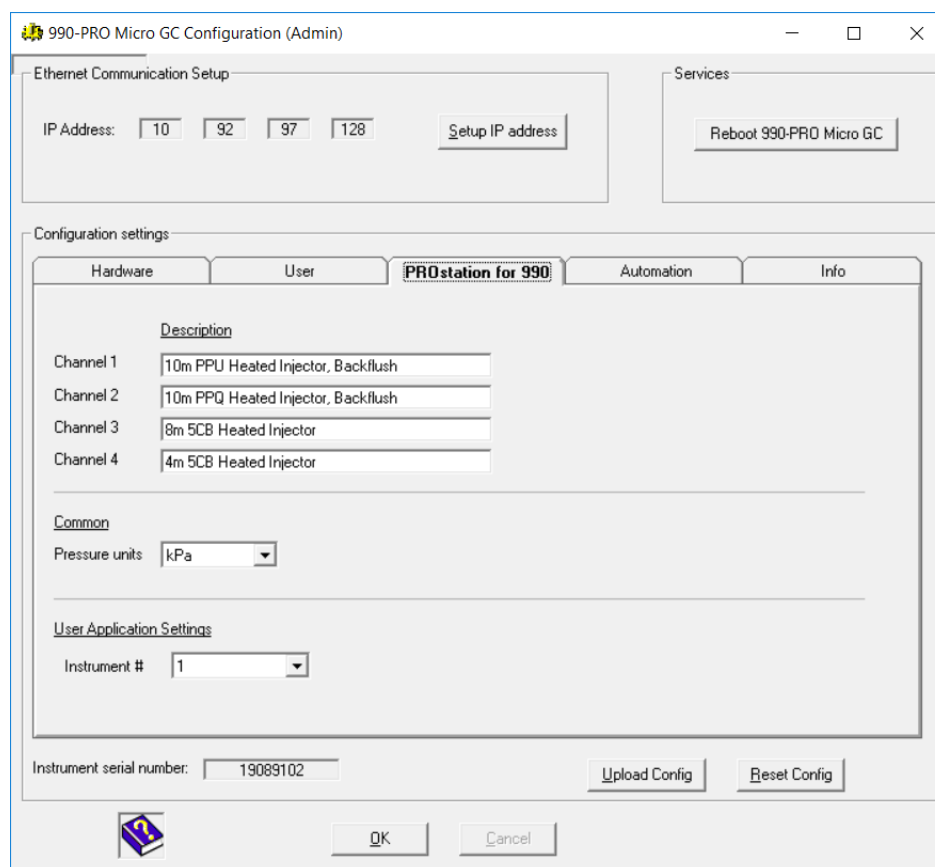 990-PRO Micro GC Configuration (Admin)
Ethernet Communication Setup
Services
IP Address: 10 92 97 128
Setup IP address
Reboot 990-PRO Micro GC
Configuration settings
Hardware User PROstation for 990 Automation Info
Description
Channel 1 10m PPU Heated Injector, Backflush
Channel 2 10m PPQ Heated Injector, Backflush
Channel 3 8m 5CB Heated Injector
Channel 4 4m 5CB Heated Injector
Common
Pressure units kPa
User Application Settings
Instrument # 1
Instrument serial number: 19089102
Upload Config
Reset Config
?
OK
Cancel